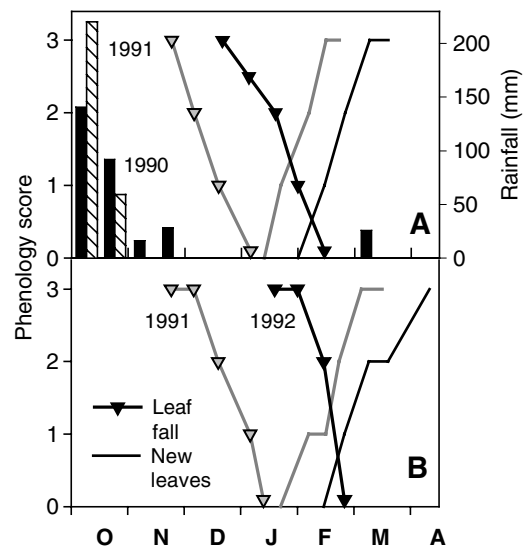 3
2
1
0
1991
1990
A
200
150
100
50
0
Rainfall (mm)
Phenology score
3
2
1
0
1991
1992
Leaf
fall
New
leaves
B
O N D J F M A